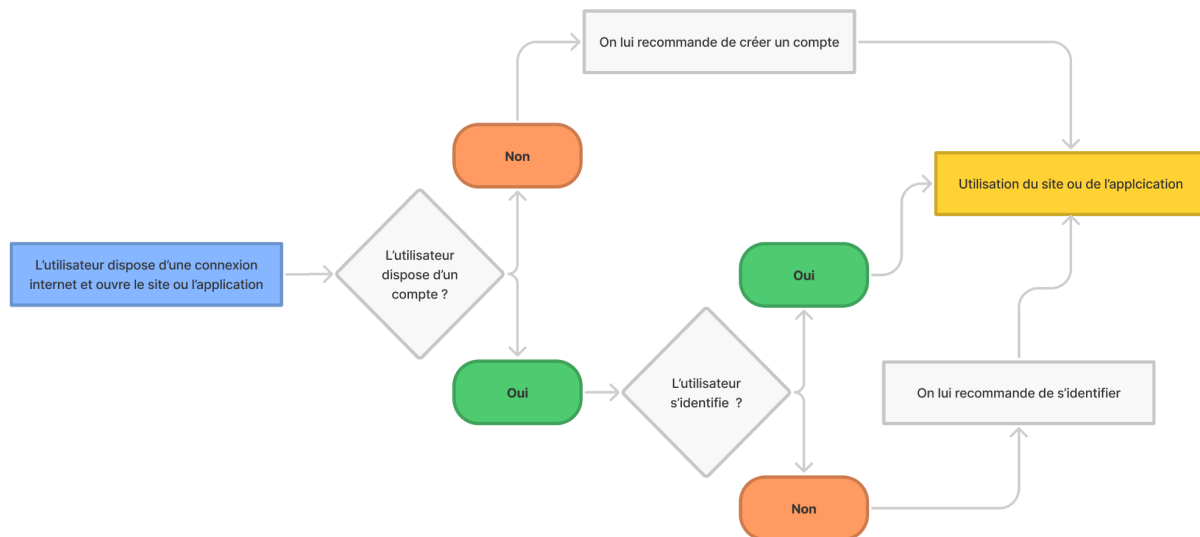 On lui recommande de créer un compte
Non
Utilisation du site ou de l'applcication
L'utilisateur dispose d'une connexion
internet et ouvre le site ou l'application
L'utilisateur
dispose d'un
compte ?
Oui
Oui
L'utilisateur
s'identifie ?
On lui recommande de s'identifier
Non